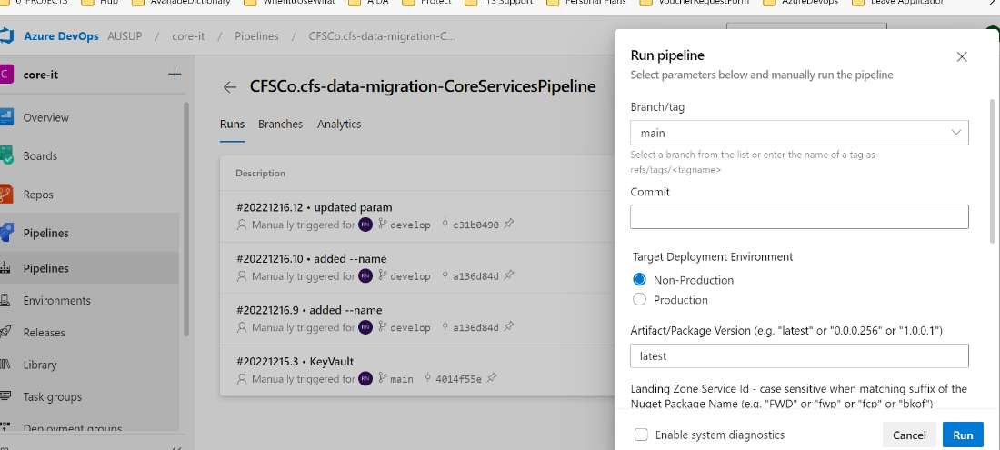 0_PROJECTS Hub AvanadeDictionary WhentoUseWhat AIDA Protect ITS Support Personal Plans VoucherRequestForm AzureDevops Leave Application
Azure DevOps AUSUP / core-it / Pipelines / CFSCo.cfs-data-migration-C...
C core-it
Overview
Boards
Repos
Pipelines
Pipelines
Environments
Releases
Library
Task groups
Deployment groups
CFSCo.cfs-data-migration-CoreServicesPipeline
Runs Branches Analytics
Description
#20221216.12 • updated param
Manually triggered for RN develop c31b0490
#20221216.10 • added --name
Manually triggered for RN develop a136d84d
#20221216.9 • added --name
Manually triggered for RN develop a136d84d
#20221215.3 • KeyVault
Manually triggered for RN main 4014f55e
Run pipeline
Select parameters below and manually run the pipeline
Branch/tag
main
Select a branch from the list or enter the name of a tag as
refs/tags/<tagname>
Commit
Target Deployment Environment
Non-Production
Production
Artifact/Package Version (e.g. "latest" or "0.0.0.256" or "1.0.0.1")
latest
Landing Zone Service Id - case sensitive when matching suffix of the
Nuget Package Name (e.g. "FWD" or "fwp" or "fcp" or "bkof")
Enable system diagnostics
Cancel
Run